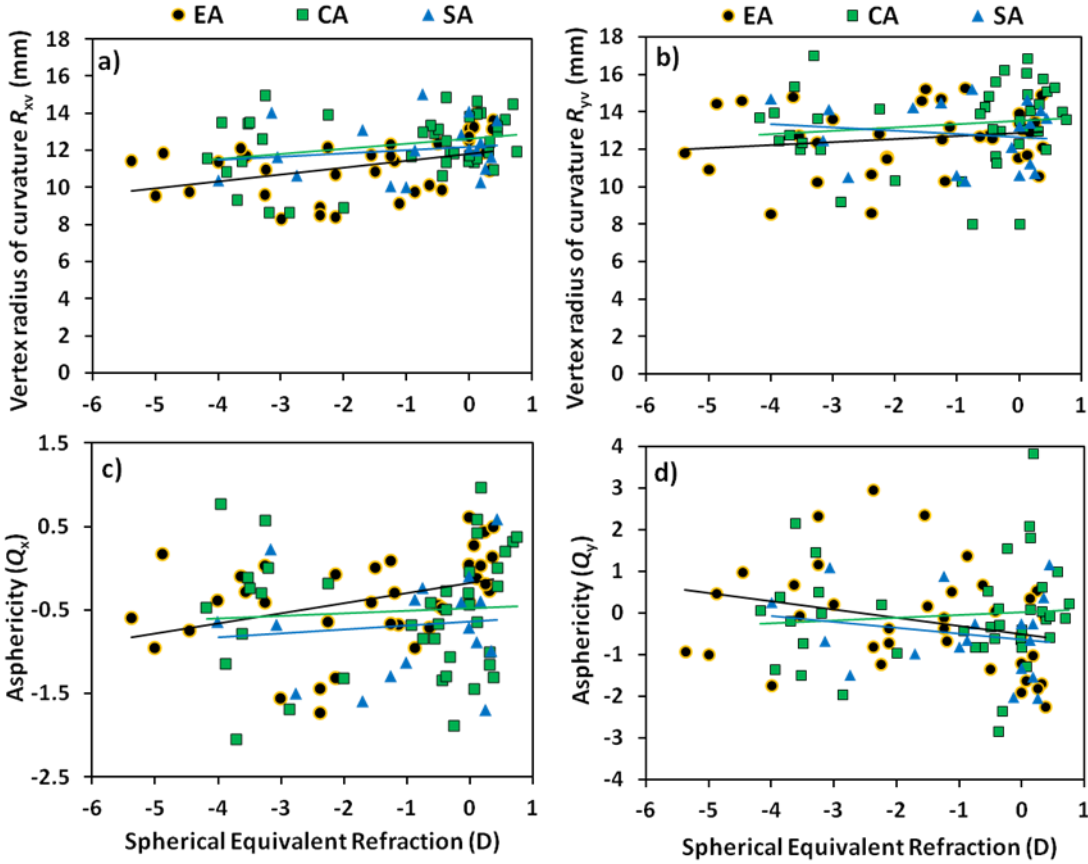 EA CA SA
EA CA SA
a)
Vertex radius of curvature Rxv (mm)
18
16
14
12
10
8
6
4
2
0
-6 -5 -4 -3 -2 -1 0 1
b)
Vertex radius of curvature Ryv (mm)
18
16
14
12
10
8
6
4
2
0
-6 -5 -4 -3 -2 -1 0 1
c)
Asphericity (Qx)
1.5
0.5
-0.5
-1.5
-2.5
-6 -5 -4 -3 -2 -1 0 1
Spherical Equivalent Refraction (D)
d)
Asphericity (Qy)
4
3
2
1
0
-1
-2
-3
-4
-6 -5 -4 -3 -2 -1 0 1
Spherical Equivalent Refraction (D)